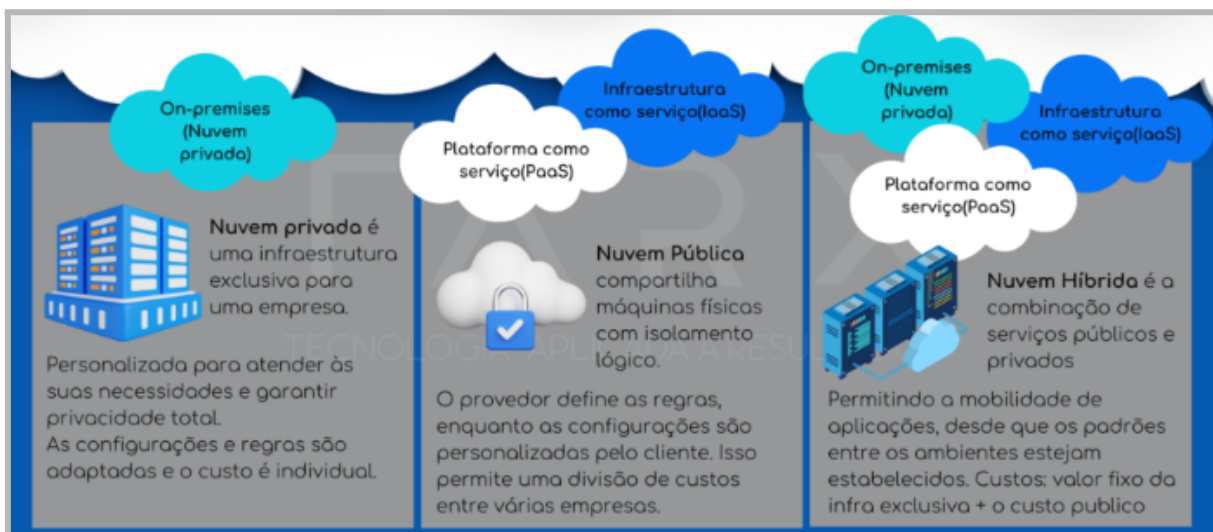 On-premises
(Nuvem
privada)
Nuvem privada é
uma infraestrutura
exclusiva para
uma empresa.
Personalizada para atender às
suas necessidades e garantir
privacidade total.
As configurações e regras são
adaptadas e o custo é individual.
Infraestrutura
como serviço(IaaS)
Plataforma como
serviço(PaaS)
Nuvem Pública
compartilha
máquinas físicas
com isolamento
lógico.
O provedor define as regras,
enquanto as configurações são
personalizadas pelo cliente. Isso
permite uma divisão de custos
entre várias empresas.
On-premises
(Nuvem
privada)
Infraestrutura
como serviço(IaaS)
Plataforma como
serviço(PaaS)
Nuvem Híbrida é a
combinação de
serviços públicos e
privados
Permitindo a mobilidade de
aplicações, desde que os padrões
entre os ambientes estejam
estabelecidos. Custos: valor fixo da
infra exclusiva + o custo publico